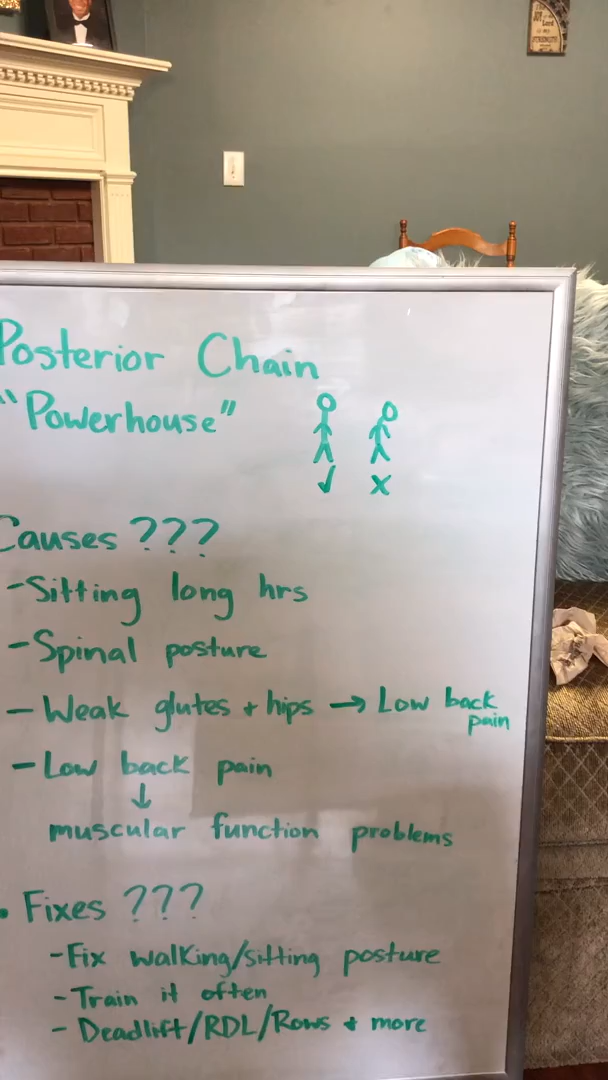 Posterior Chain
"Powerhouse"
✓ x
Causes ???
- Sitting long hrs
- Spinal posture
- Weak glutes + hips → Low back pain
- Low back pain
↓
muscular function problems
. Fixes ???
- Fix walking/sitting posture
- Train it often
- Deadlift/RDL/Rows + more